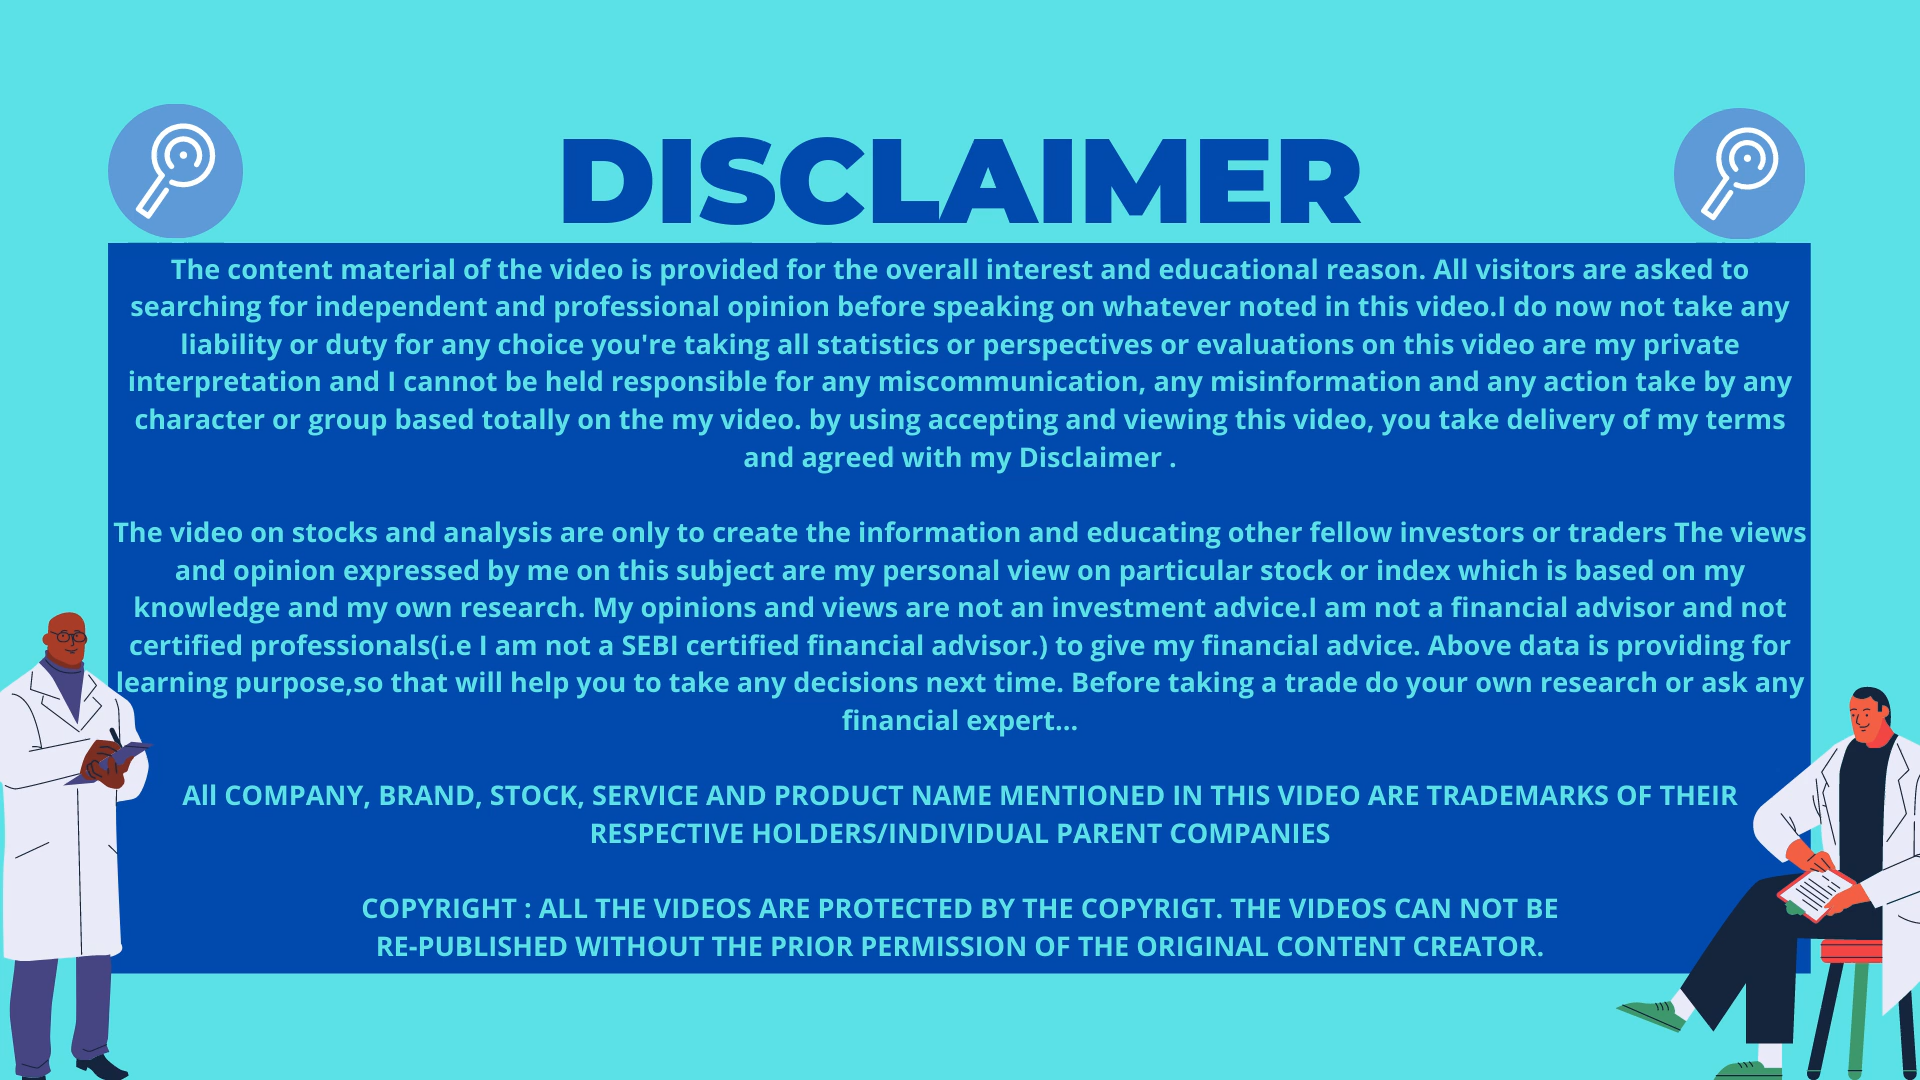 DISCLAIMER
The content material of the video is provided for the overall interest and educational reason. All visitors are asked to
searching for independent and professional opinion before speaking on whatever noted in this video.I do now not take any
liability or duty for any choice you're taking all statistics or perspectives or evaluations on this video are my private
interpretation and I cannot be held responsible for any miscommunication, any misinformation and any action take by any
character or group based totally on the my video. by using accepting and viewing this video, you take delivery of my terms
and agreed with my Disclaimer .
The video on stocks and analysis are only to create the information and educating other fellow investors or traders The views
and opinion expressed by me on this subject are my personal view on particular stock or index which is based on my
knowledge and my own research. My opinions and views are not an investment advice.I am not a financial advisor and not
certified professionals(i.e I am not a SEBI certified financial advisor.) to give my financial advice. Above data is providing for
learning purpose,so that will help you to take any decisions next time. Before taking a trade do your own research or ask any
financial expert...
All COMPANY, BRAND, STOCK, SERVICE AND PRODUCT NAME MENTIONED IN THIS VIDEO ARE TRADEMARKS OF THEIR
RESPECTIVE HOLDERS/INDIVIDUAL PARENT COMPANIES
COPYRIGHT : ALL THE VIDEOS ARE PROTECTED BY THE COPYRIGT. THE VIDEOS CAN NOT BE
RE-PUBLISHED WITHOUT THE PRIOR PERMISSION OF THE ORIGINAL CONTENT CREATOR.